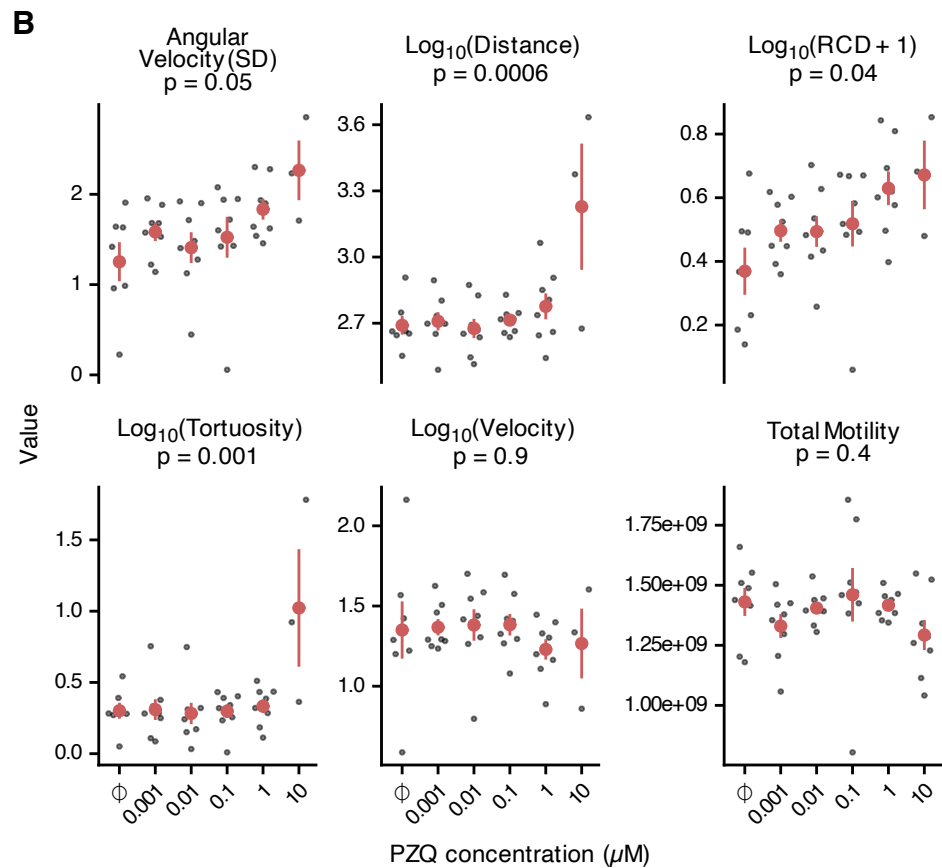 B
Angular
Velocity (SD)
p = 0.05
Log₁₀(Distance)
p = 0.0006
Log₁₀(RCD + 1)
p = 0.04
2
1
0
3.6
3.3
3.0
2.7
0.8
0.6
0.4
0.2
Value
Log₁₀(Tortuosity)
p = 0.001
Log₁₀(Velocity)
p = 0.9
Total Motility
p = 0.4
1.5
1.0
0.5
0.0
2.0
1.5
1.0
1.75e+09
1.50e+09
1.25e+09
1.00e+09
∅ 0.001 0.01 0.1 1 10
∅ 0.001 0.01 0.1 1 10
∅ 0.001 0.01 0.1 1 10
PZQ concentration (µM)